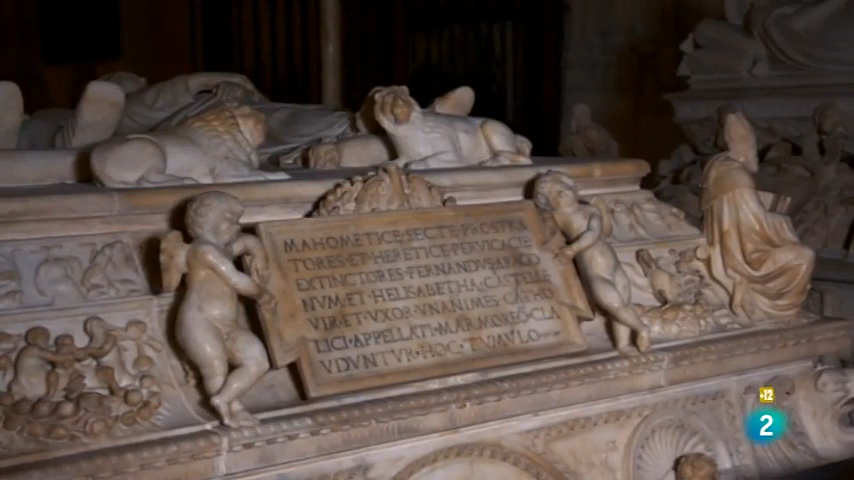 MAHOMETICE·SECTE·PROSTRA
TORES·ET·HERETICE·PERVICACIE
EXTINCTORES·FERNANDVS·ARAGO
NVM·ET·HELISABETHA·CASTELLE
VIR·ET·VXOR·VNANIMES·CATHO
LICI·APPELLATI·MARMOREO·CLA
VDVNTVR·HOC·TVMVLO
+12
2